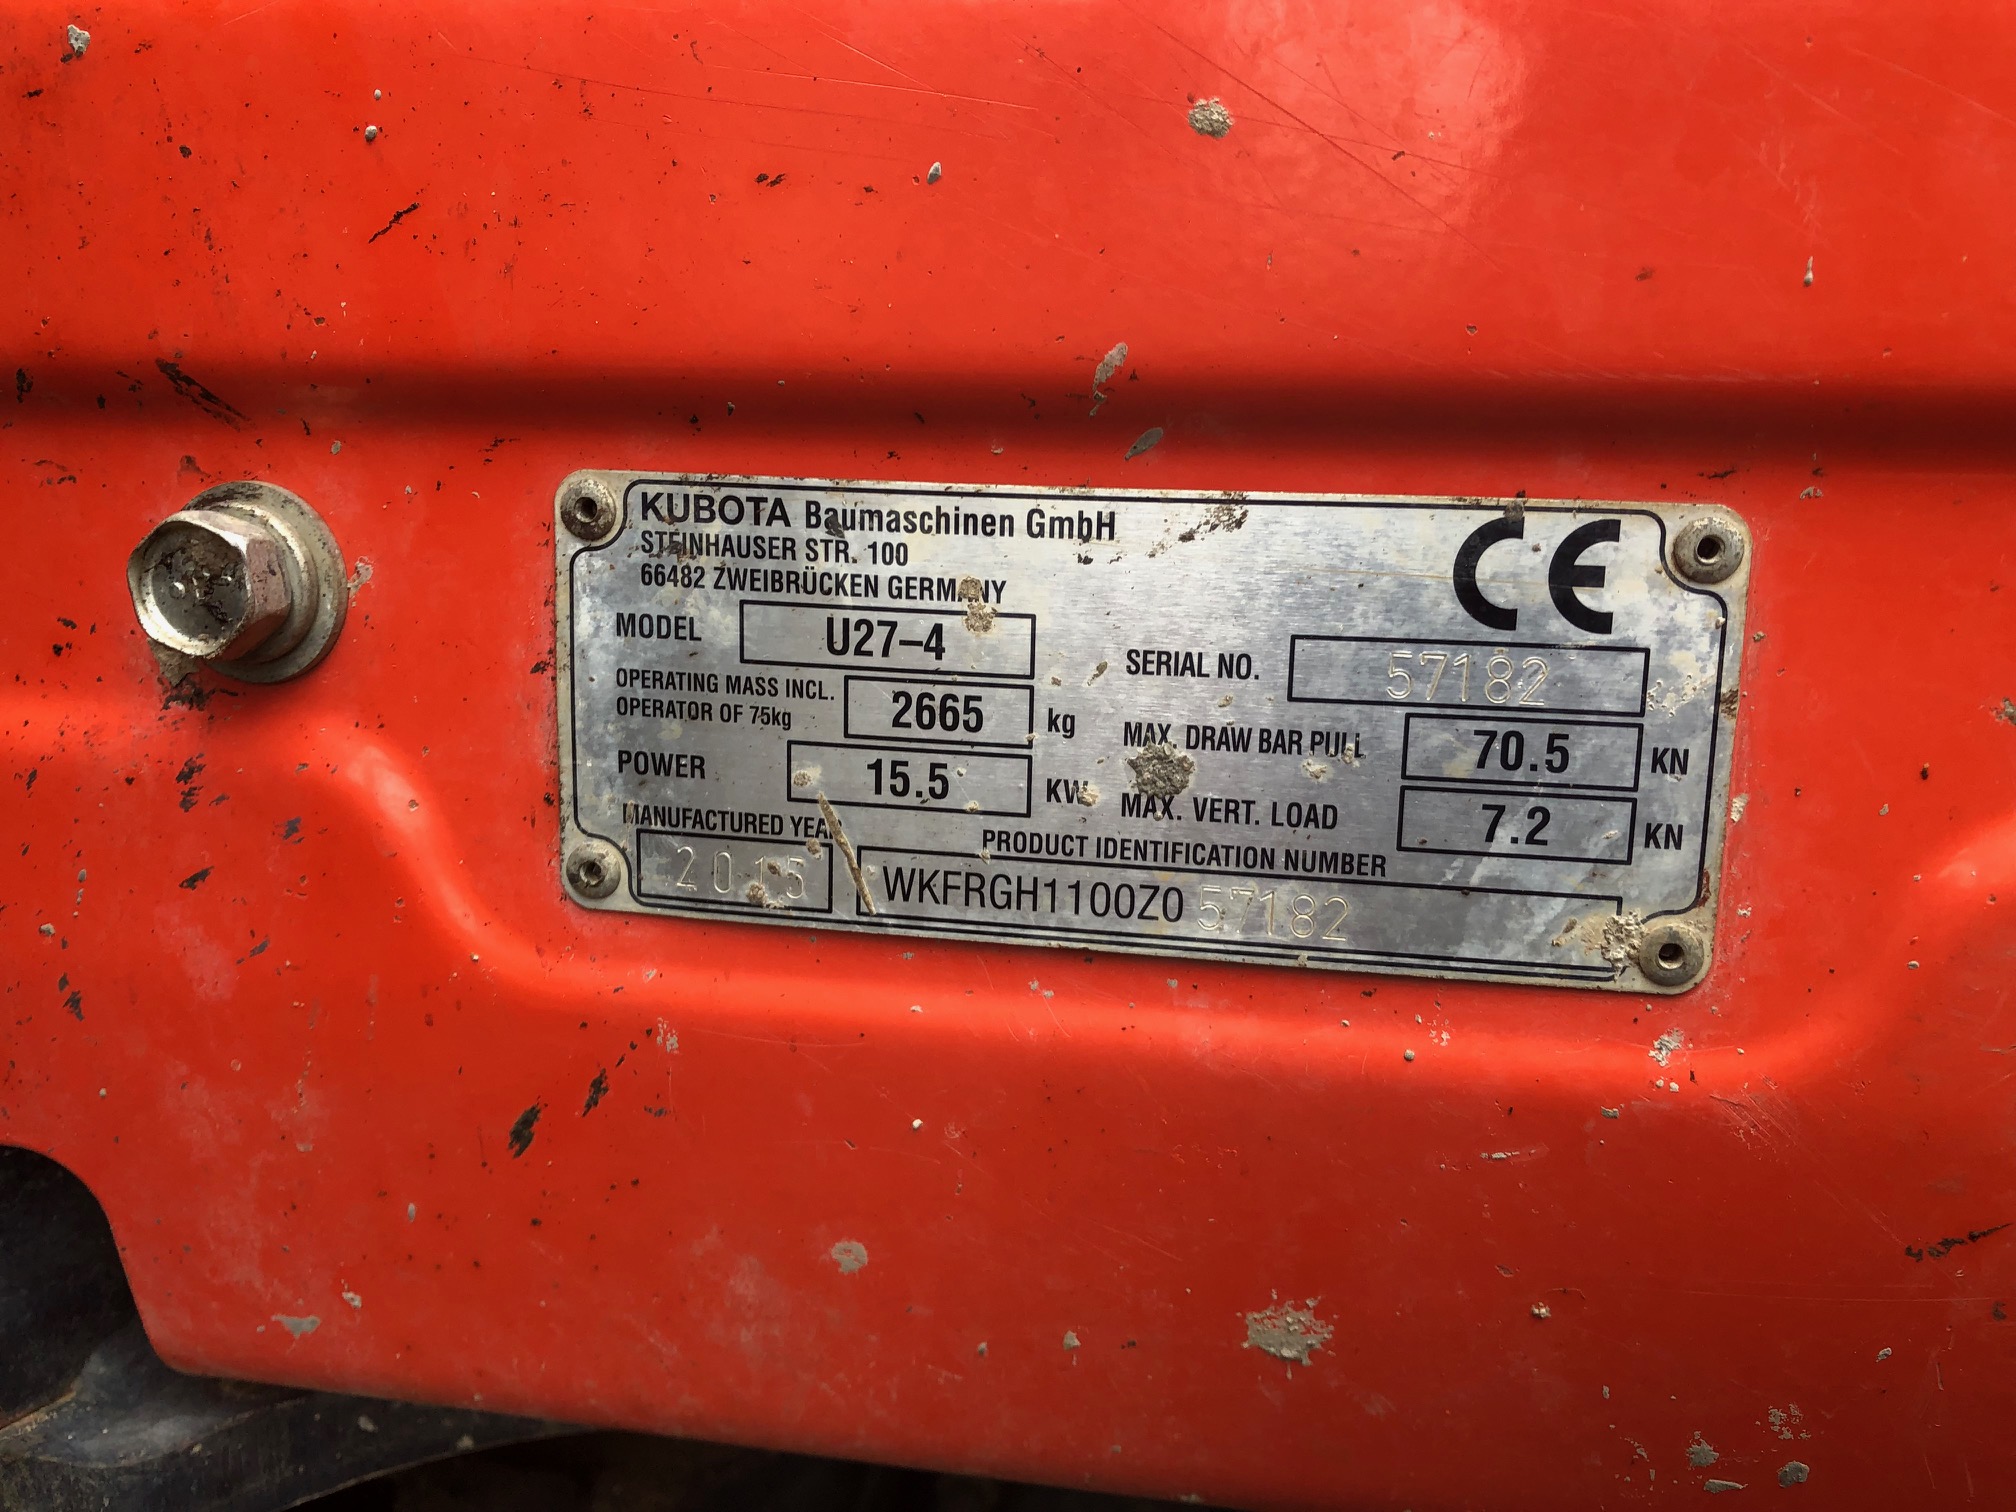 KUBOTA Baumaschinen GmbH
STEINHAUSER STR. 100
66482 ZWEIBRÜCKEN GERMANY
CE
MODEL U27-4
SERIAL NO. 57182
OPERATING MASS INCL.
OPERATOR OF 75kg 2665 kg
MAX. DRAW BAR PULL 70.5 KN
POWER 15.5 KW
MAX. VERT. LOAD 7.2 KN
MANUFACTURED YEAR
2015
PRODUCT IDENTIFICATION NUMBER
WKFRGH1100Z057182